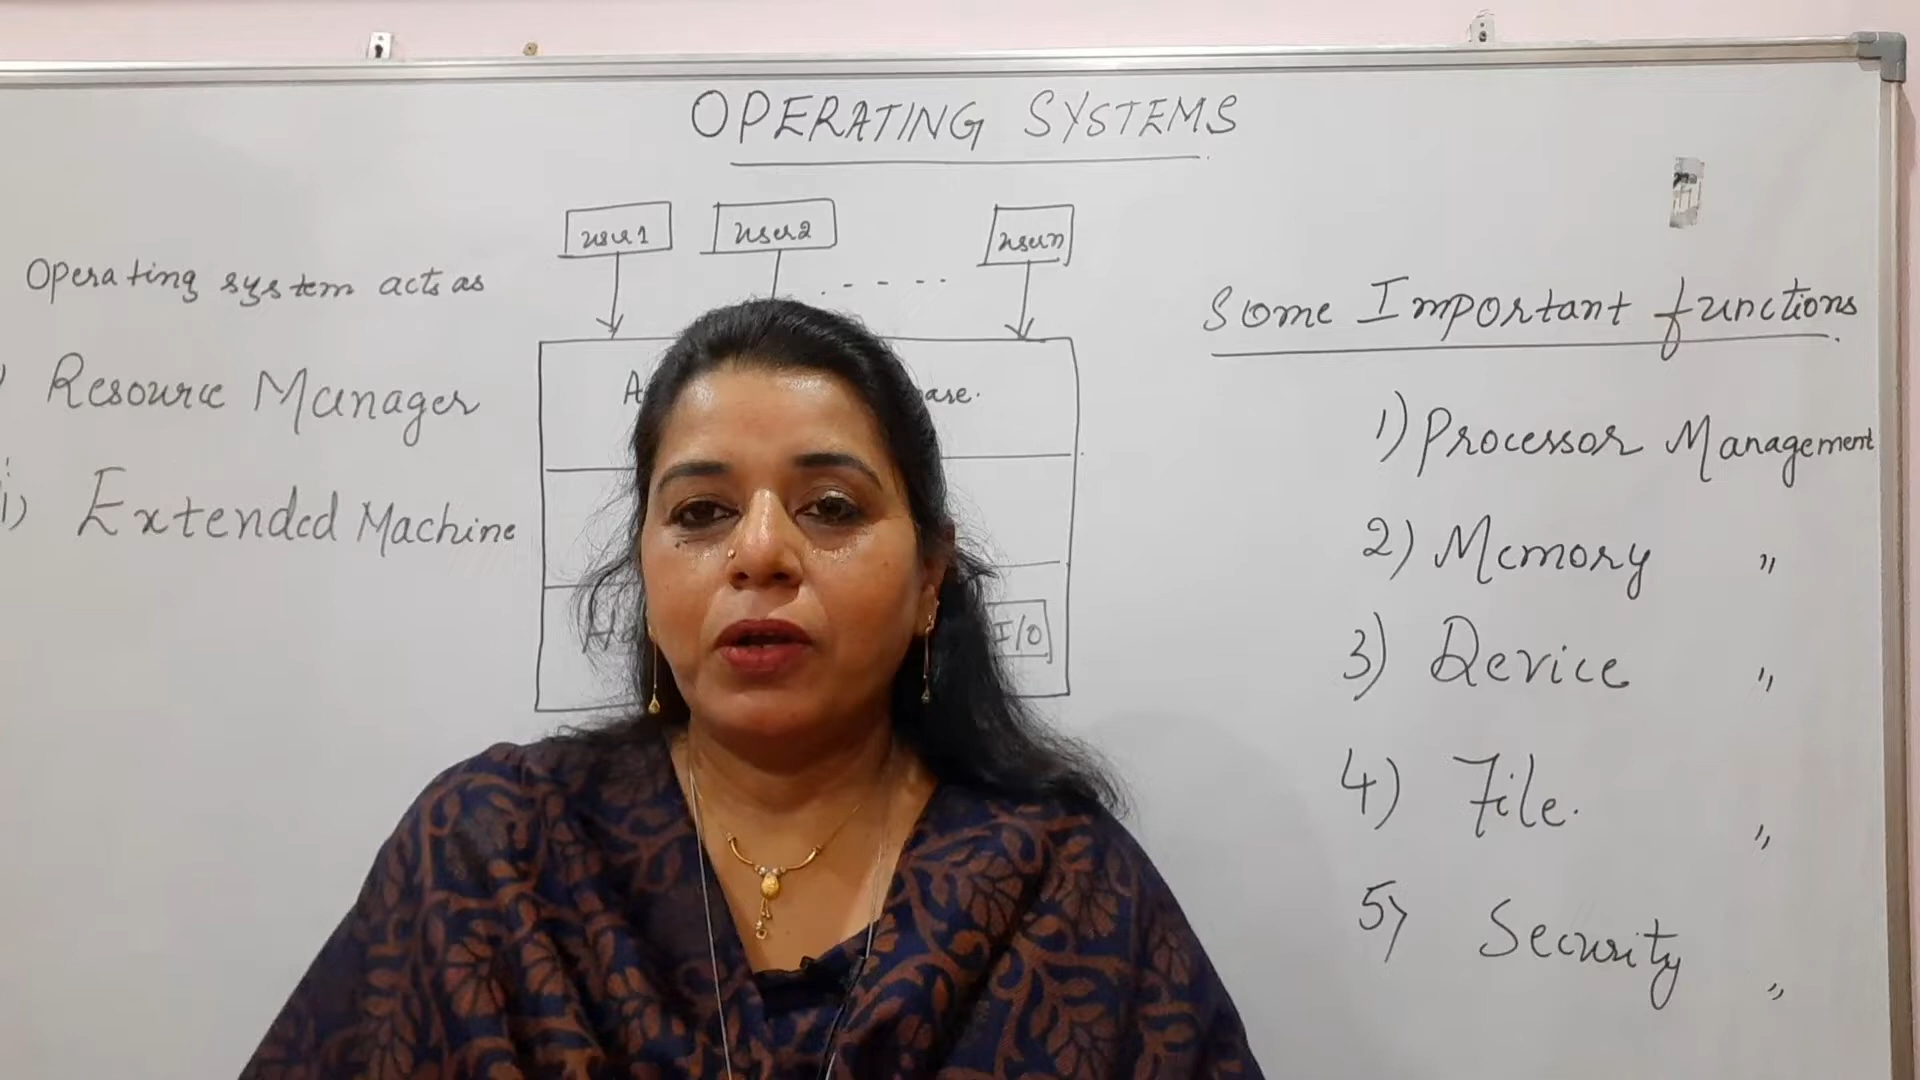 OPERATING SYSTEMS
user1 user2 usern
Operating system acts as
Resource Manager
ii) Extended Machine
I/O
Some Important functions
1) Processor Management
2) Memory "
3) Device "
4) File. "
5) Security "